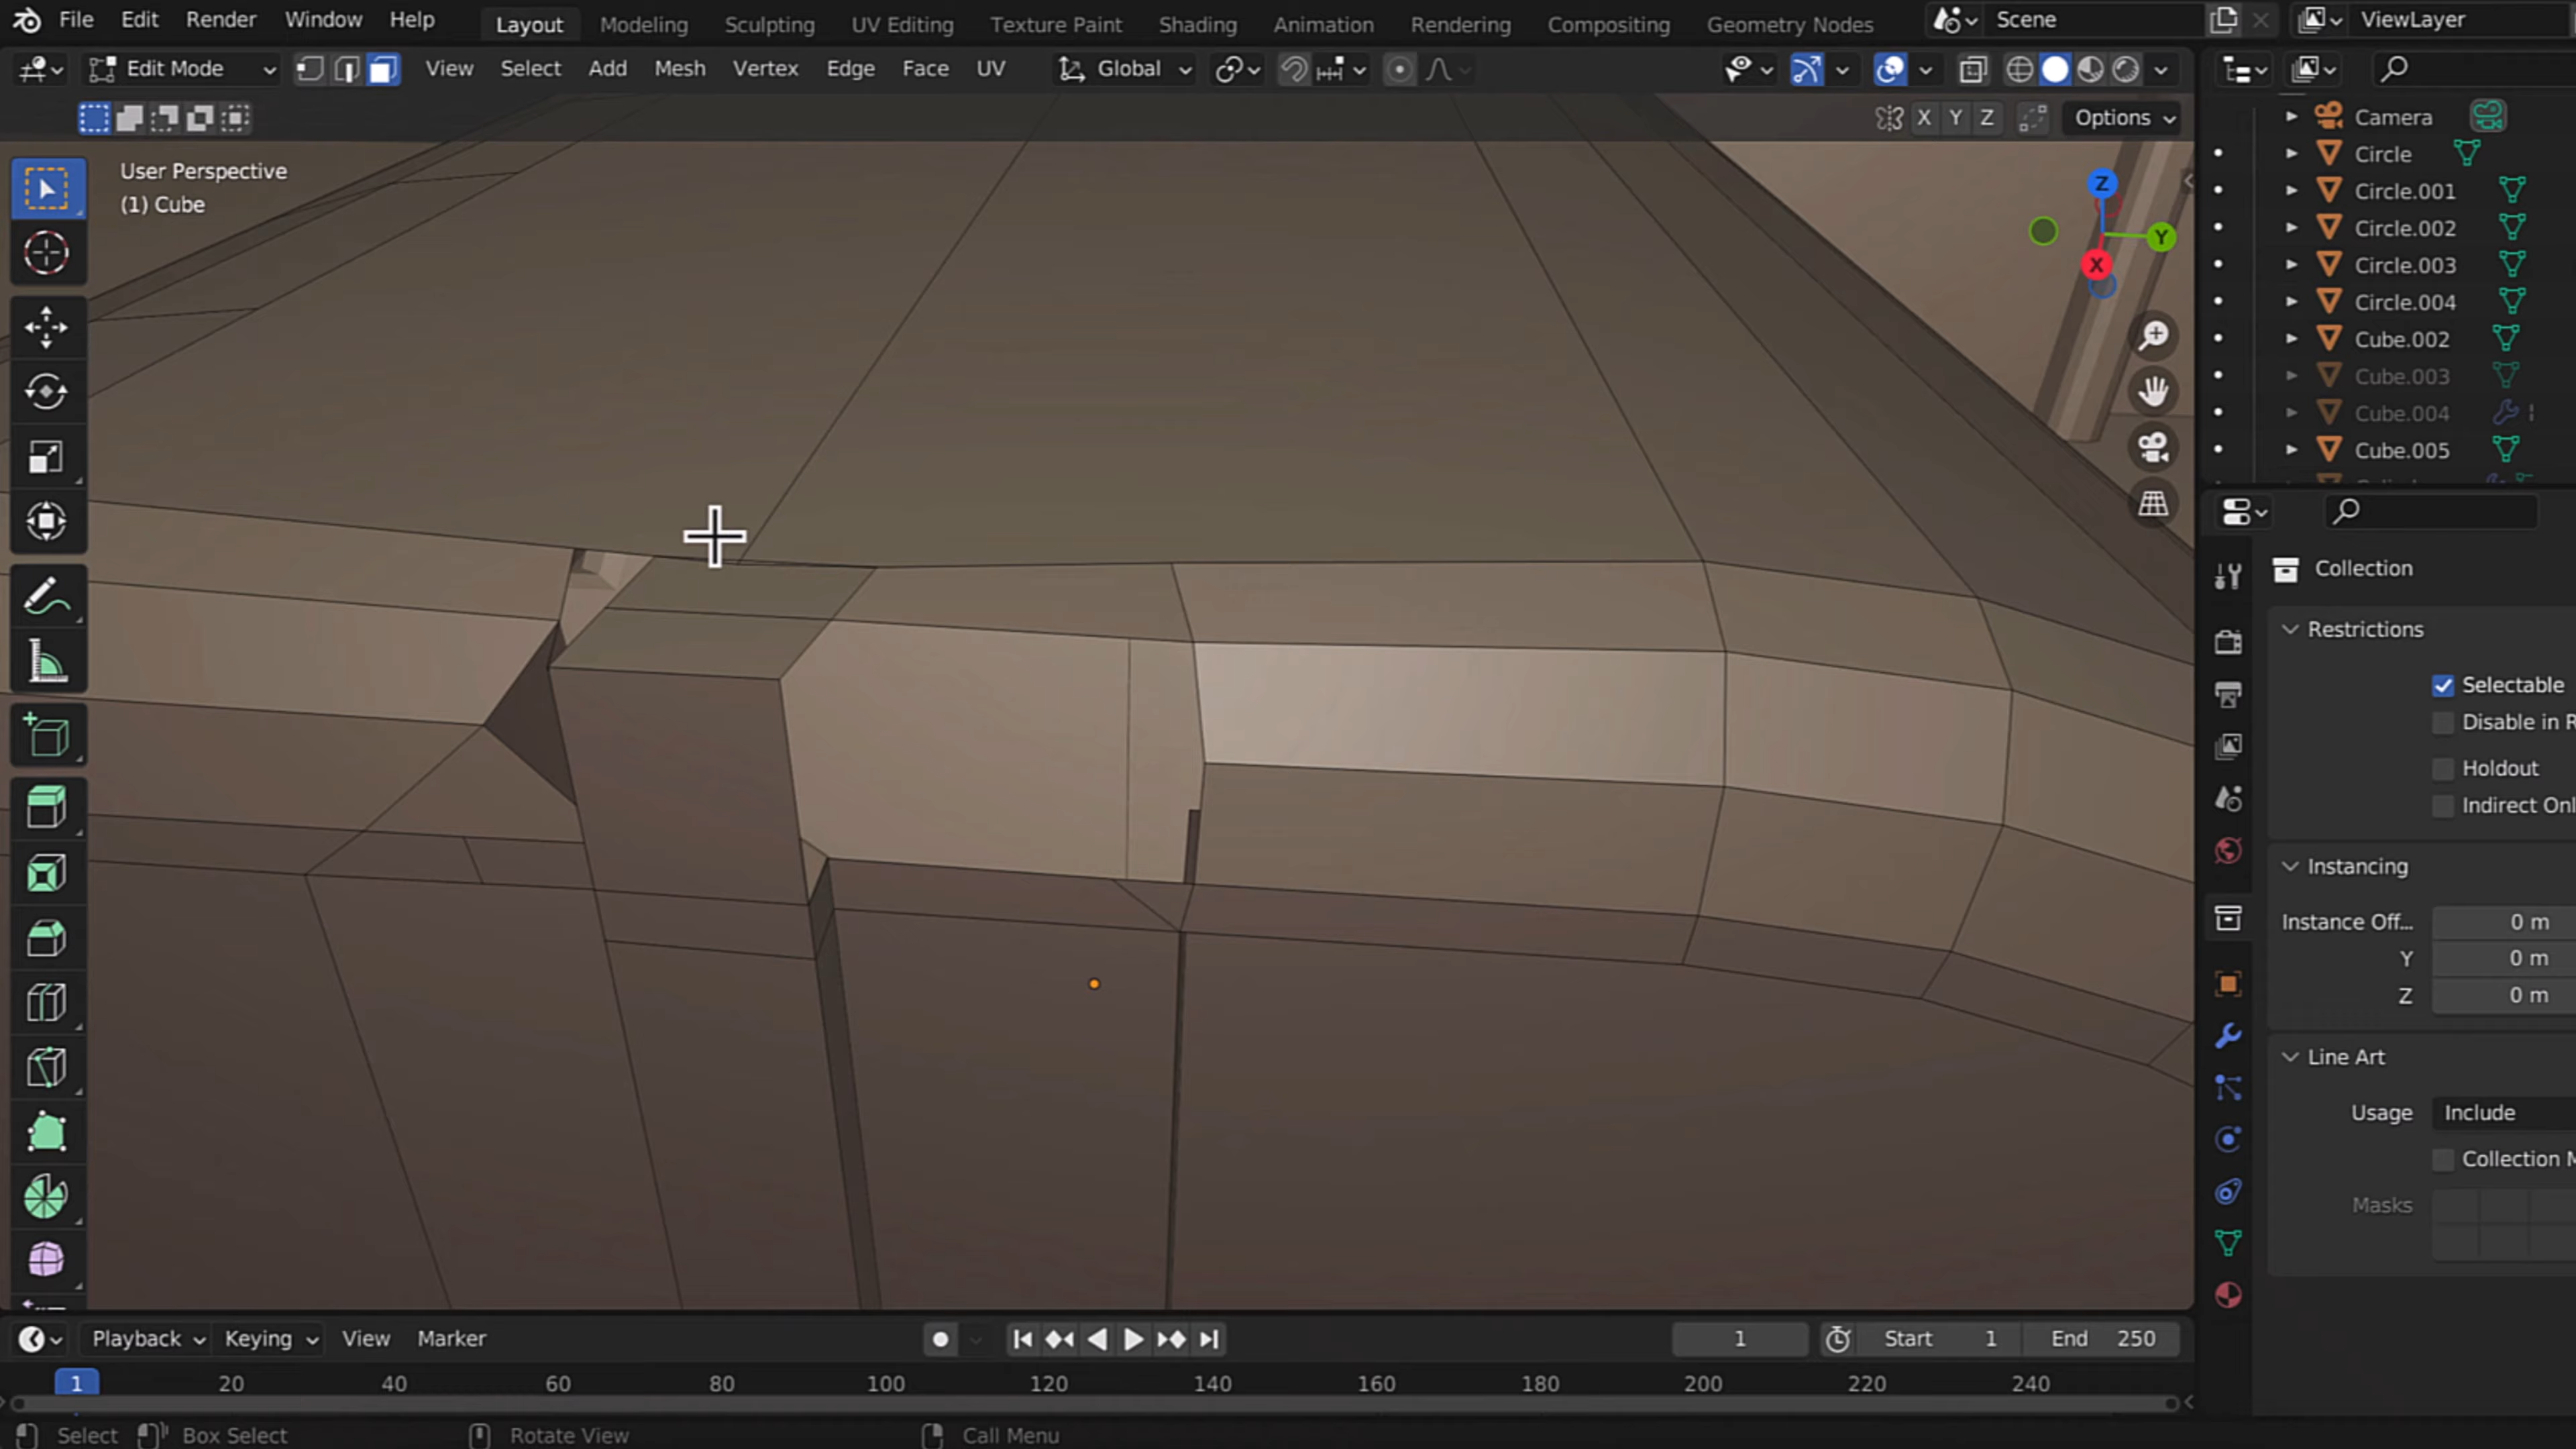 File Edit Render Window Help Layout Modeling Sculpting UV Editing Texture Paint Shading Animation Rendering Compositing Geometry Nodes Scene ViewLayer
Edit Mode View Select Add Mesh Vertex Edge Face UV Global
X Y Z Options
User Perspective
(1) Cube
Z
Y
X
Camera
Circle
Circle.001
Circle.002
Circle.003
Circle.004
Cube.002
Cube.003
Cube.004
Cube.005
Collection
Restrictions
Selectable
Disable in R
Holdout
Indirect Onl
Instancing
Instance Off... 0 m
Y 0 m
Z 0 m
Line Art
Usage Include
Collection M
Masks
Playback Keying View Marker 1 Start 1 End 250
1 20 40 60 80 100 120 140 160 180 200 220 240
Select Box Select Rotate View Call Menu